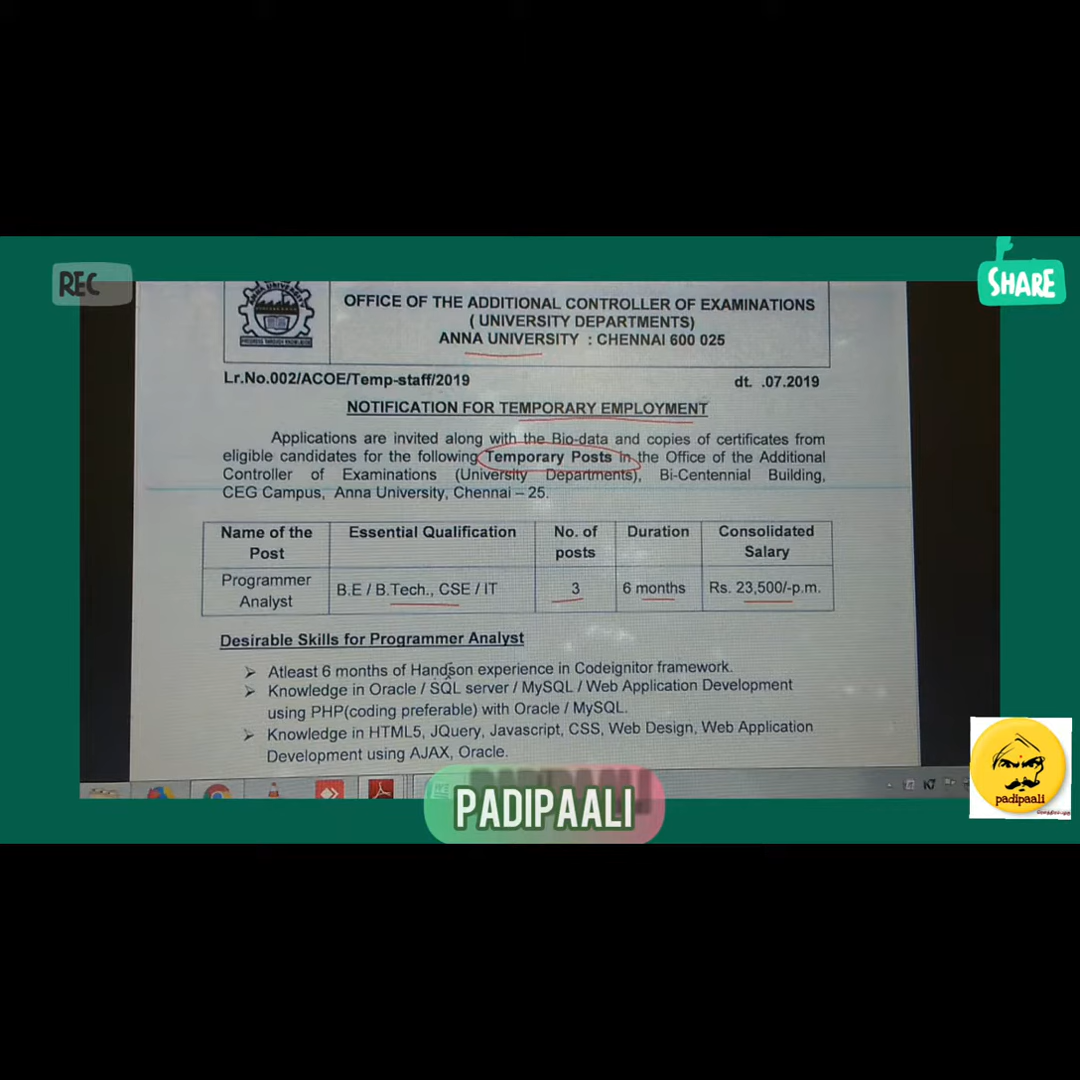 REC
SHARE
ANNA UNIVERSITY
PROGRESS THROUGH KNOWLEDGE
OFFICE OF THE ADDITIONAL CONTROLLER OF EXAMINATIONS
( UNIVERSITY DEPARTMENTS)
ANNA UNIVERSITY : CHENNAI 600 025
Lr.No.002/ACOE/Temp-staff/2019
dt. .07.2019
NOTIFICATION FOR TEMPORARY EMPLOYMENT
Applications are invited along with the Bio-data and copies of certificates from
eligible candidates for the following Temporary Posts in the Office of the Additional
Controller of Examinations (University Departments), Bi-Centennial Building,
CEG Campus, Anna University, Chennai – 25.
Name of the Post
Essential Qualification
No. of posts
Duration
Consolidated Salary
Programmer Analyst
B.E / B.Tech., CSE / IT
3
6 months
Rs. 23,500/-p.m.
Desirable Skills for Programmer Analyst
Atleast 6 months of Handson experience in Codeignitor framework.
Knowledge in Oracle / SQL server / MySQL / Web Application Development
using PHP(coding preferable) with Oracle / MySQL.
Knowledge in HTML5, JQuery, Javascript, CSS, Web Design, Web Application
Development using AJAX, Oracle.
PADIPAALI
padipaali